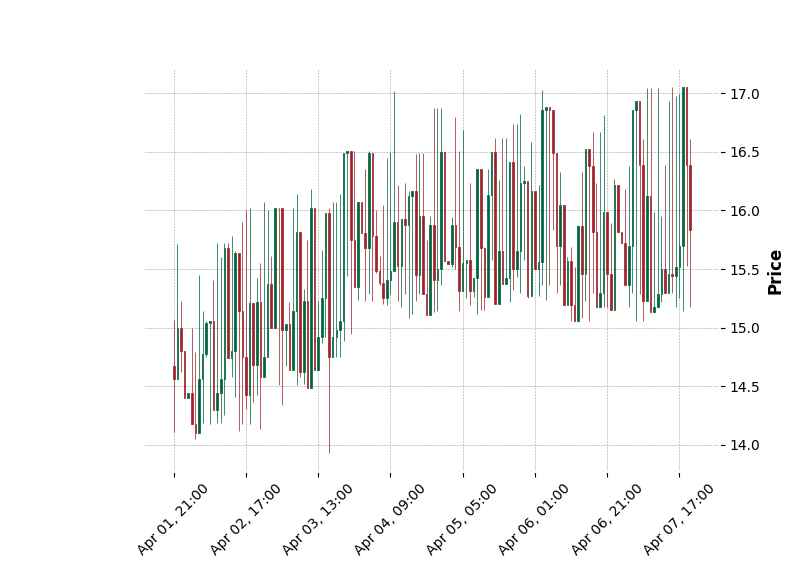 17.0
16.5
16.0
15.5
15.0
14.5
14.0
Price
Apr 01, 21:00
Apr 02, 17:00
Apr 03, 13:00
Apr 04, 09:00
Apr 05, 05:00
Apr 06, 01:00
Apr 06, 21:00
Apr 07, 17:00